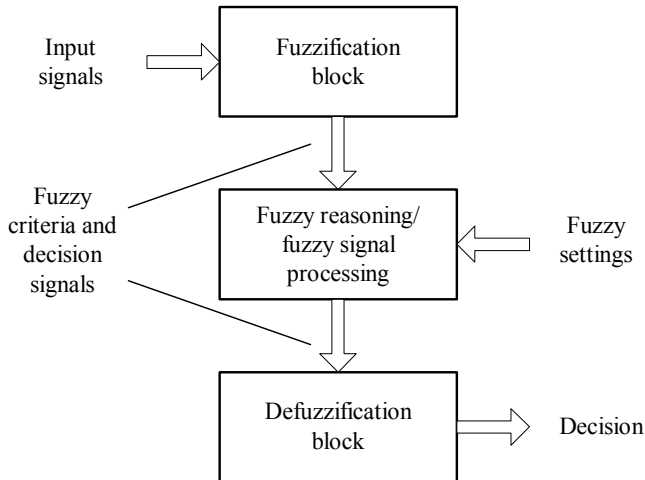 Input
signals
Fuzzification
block
Fuzzy
criteria and
decision
signals
Fuzzy reasoning/
fuzzy signal
processing
Fuzzy
settings
Defuzzification
block
Decision